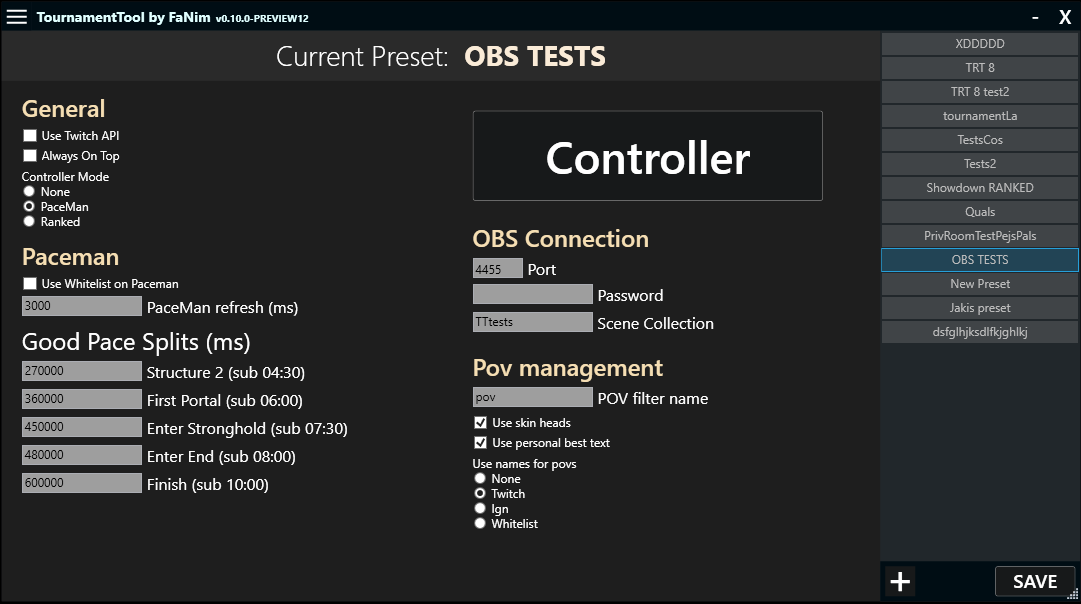 TournamentTool by FaNim v0.10.0-PREVIEW12
- X
Current Preset: OBS TESTS
General
Use Twitch API
Always On Top
Controller Mode
None
PaceMan
Ranked
Paceman
Use Whitelist on Paceman
3000 PaceMan refresh (ms)
Good Pace Splits (ms)
270000 Structure 2 (sub 04:30)
360000 First Portal (sub 06:00)
450000 Enter Stronghold (sub 07:30)
480000 Enter End (sub 08:00)
600000 Finish (sub 10:00)
Controller
OBS Connection
4455 Port
Password
TTtests Scene Collection
Pov management
pov POV filter name
Use skin heads
Use personal best text
Use names for povs
None
Twitch
Ign
Whitelist
XDDDDD
TRT 8
TRT 8 test2
tournamentLa
TestsCos
Tests2
Showdown RANKED
Quals
PrivRoomTestPejsPals
OBS TESTS
New Preset
Jakis preset
dsfglhjksdlfkjghlkj
+ SAVE